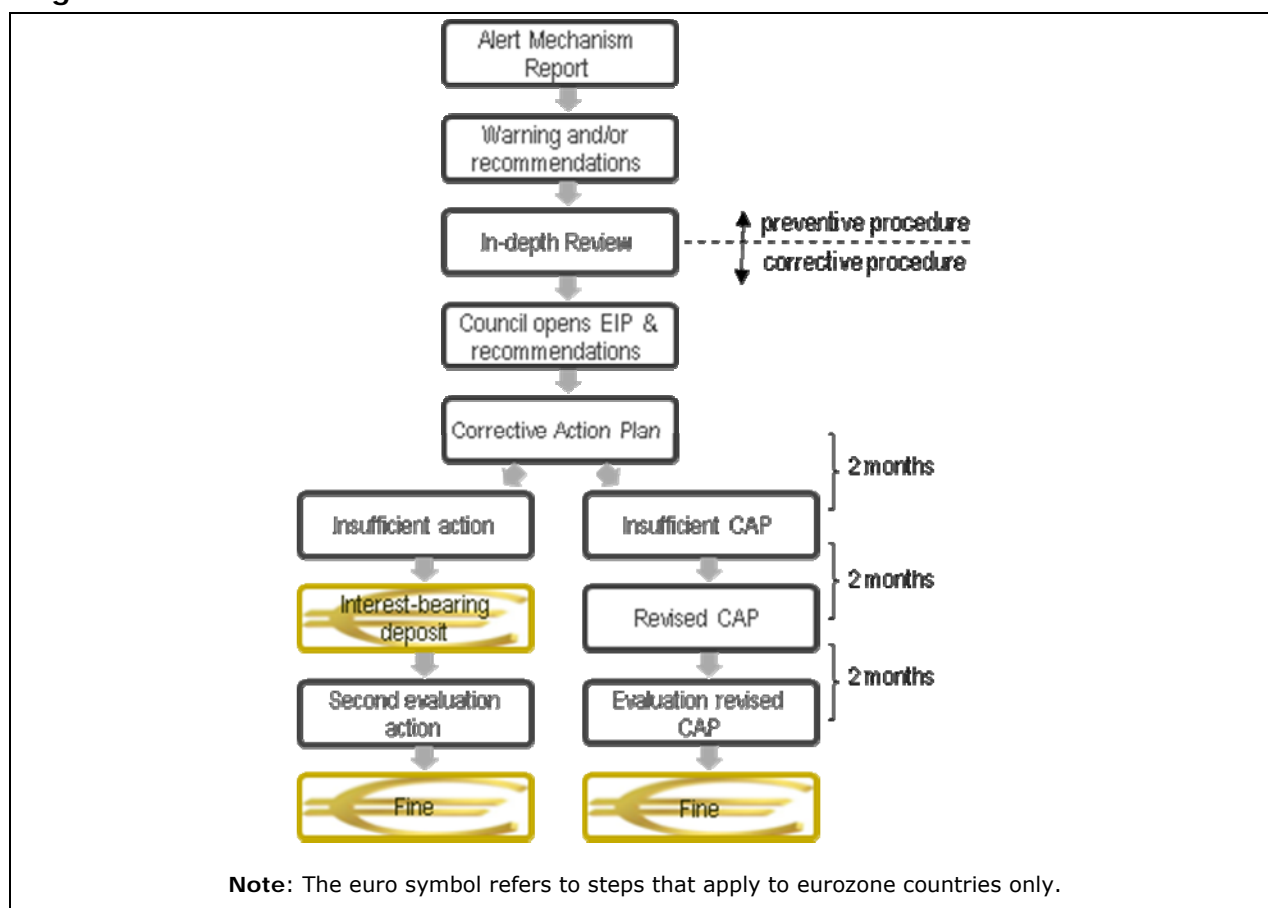 Alert Mechanism
Report
Warning and/or
recommendations
In-depth Review
preventive procedure
corrective procedure
Council opens EIP &
recommendations
Corrective Action Plan
2 months
Insufficient action
Insufficient CAP
2 months
Interest-bearing
deposit
Revised CAP
2 months
Second evaluation
action
Evaluation revised
CAP
Fine
Fine
Note: The euro symbol refers to steps that apply to eurozone countries only.